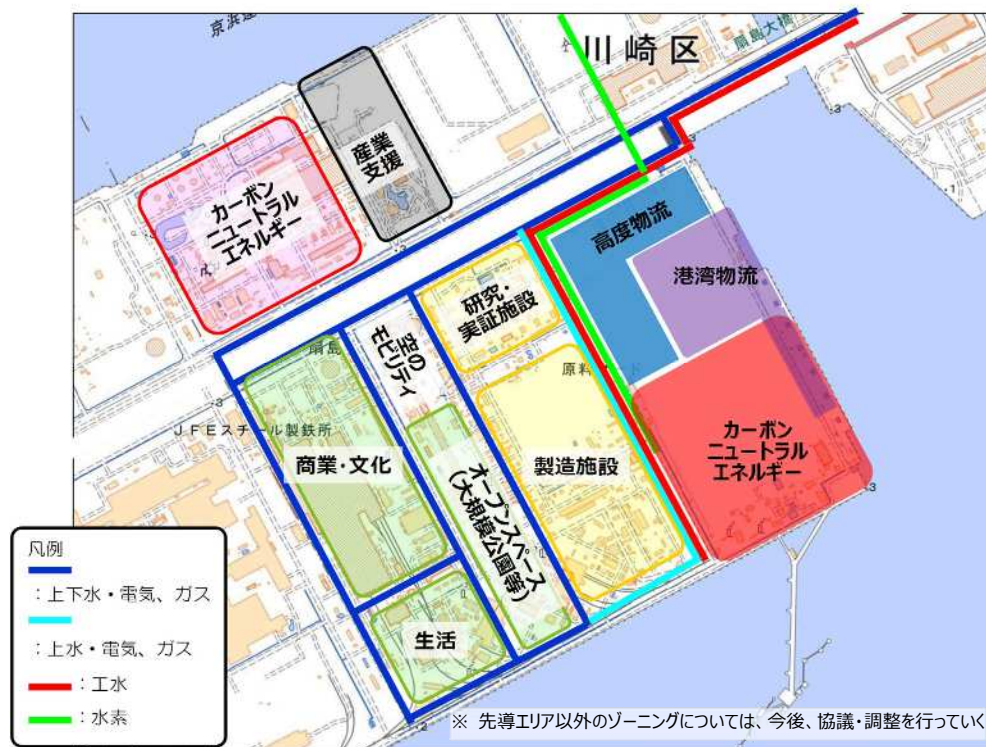 京浜運
川崎区
扇島大橋
産業
支援
カーボン
ニュートラル
エネルギー
高度物流
港湾物流
研究・
実証施設
空の
モビリティ
扇島
原料
ド
JFEスチール製鉄所
商業・文化
オープンスペース
(大規模公園等)
製造施設
カーボン
ニュートラル
エネルギー
生活
凡例
:上下水・電気、ガス
:上水・電気、ガス
:工水
:水素
※ 先導エリア以外のゾーニングについては、今後、協議・調整を行っていく